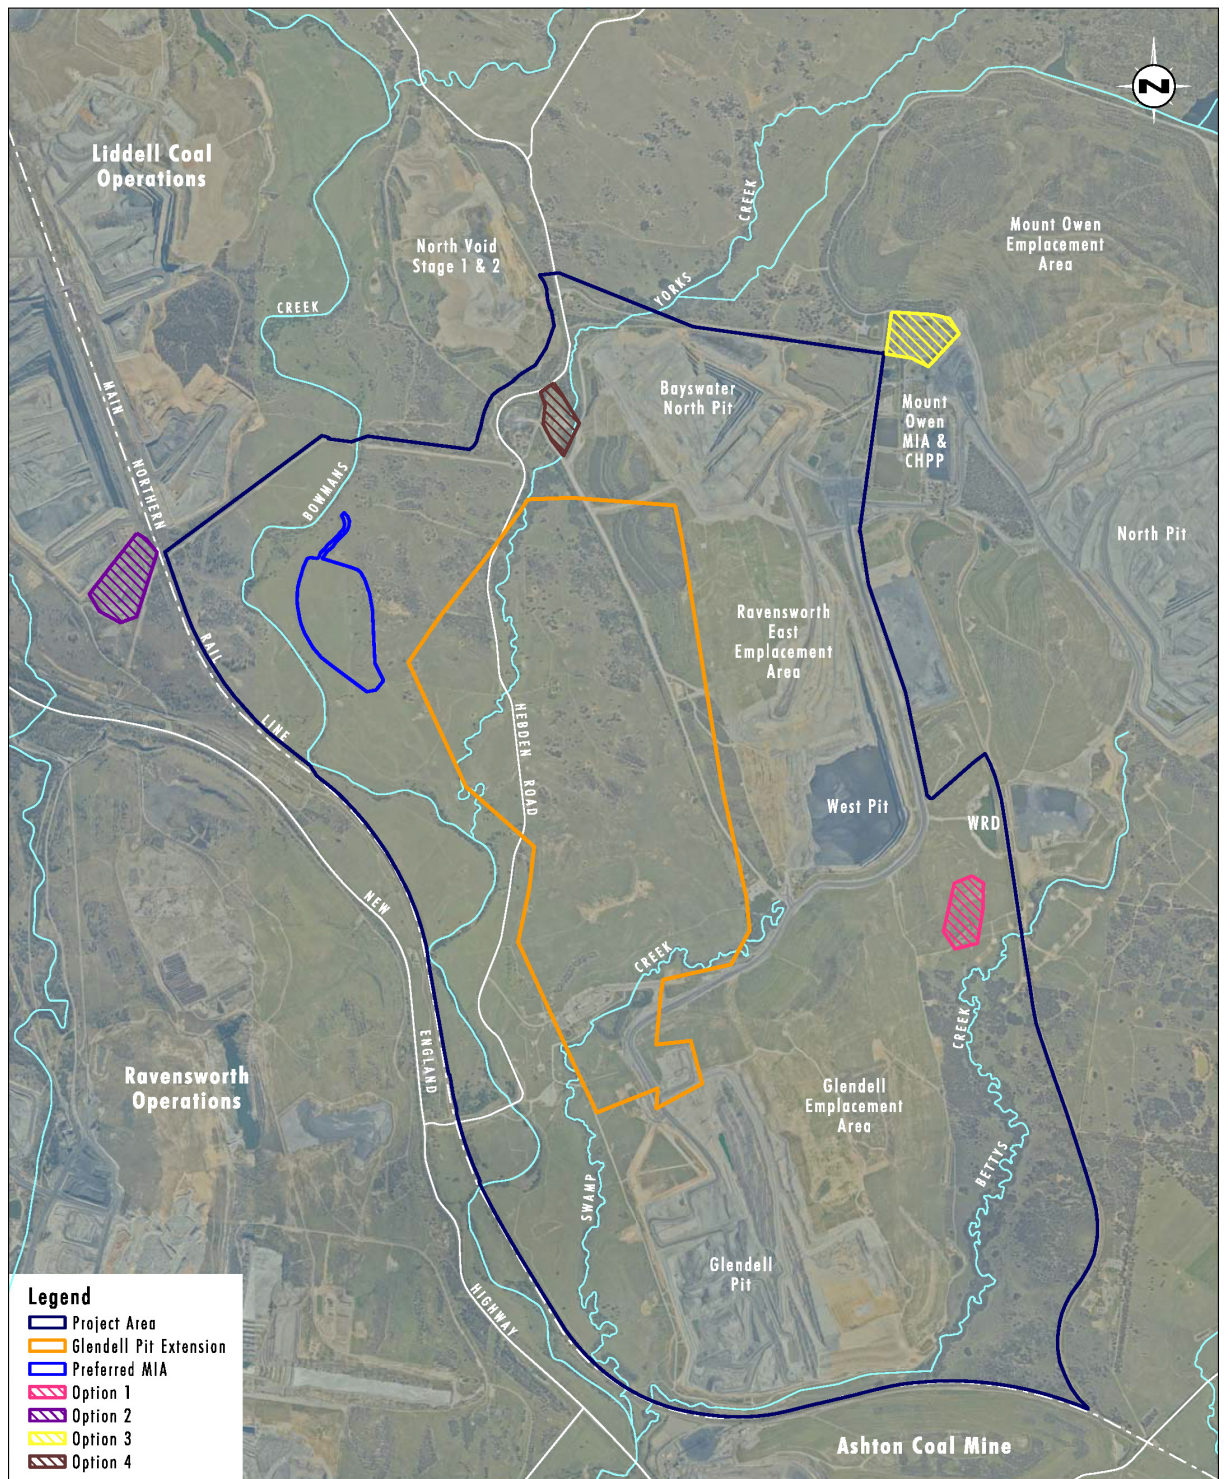 N
Liddell Coal
Operations
North Void
Stage 1 & 2
CREEK
YORKS
CREEK
Mount Owen
Emplacement
Area
Bayswater
North Pit
Mount
Owen
MIA &
CHPP
MAIN
NORTHERN
RAIL
LINE
BOWMANS
North Pit
Ravensworth
East
Emplacement
Area
HEBDEN
ROAD
West Pit
WRD
NEW
ENGLAND
HIGHWAY
CREEK
SWAMP
CREEK
BETTYS
Ravensworth
Operations
Glendell
Emplacement
Area
Glendell
Pit
Ashton Coal Mine
Legend
Project Area
Glendell Pit Extension
Preferred MIA
Option 1
Option 2
Option 3
Option 4